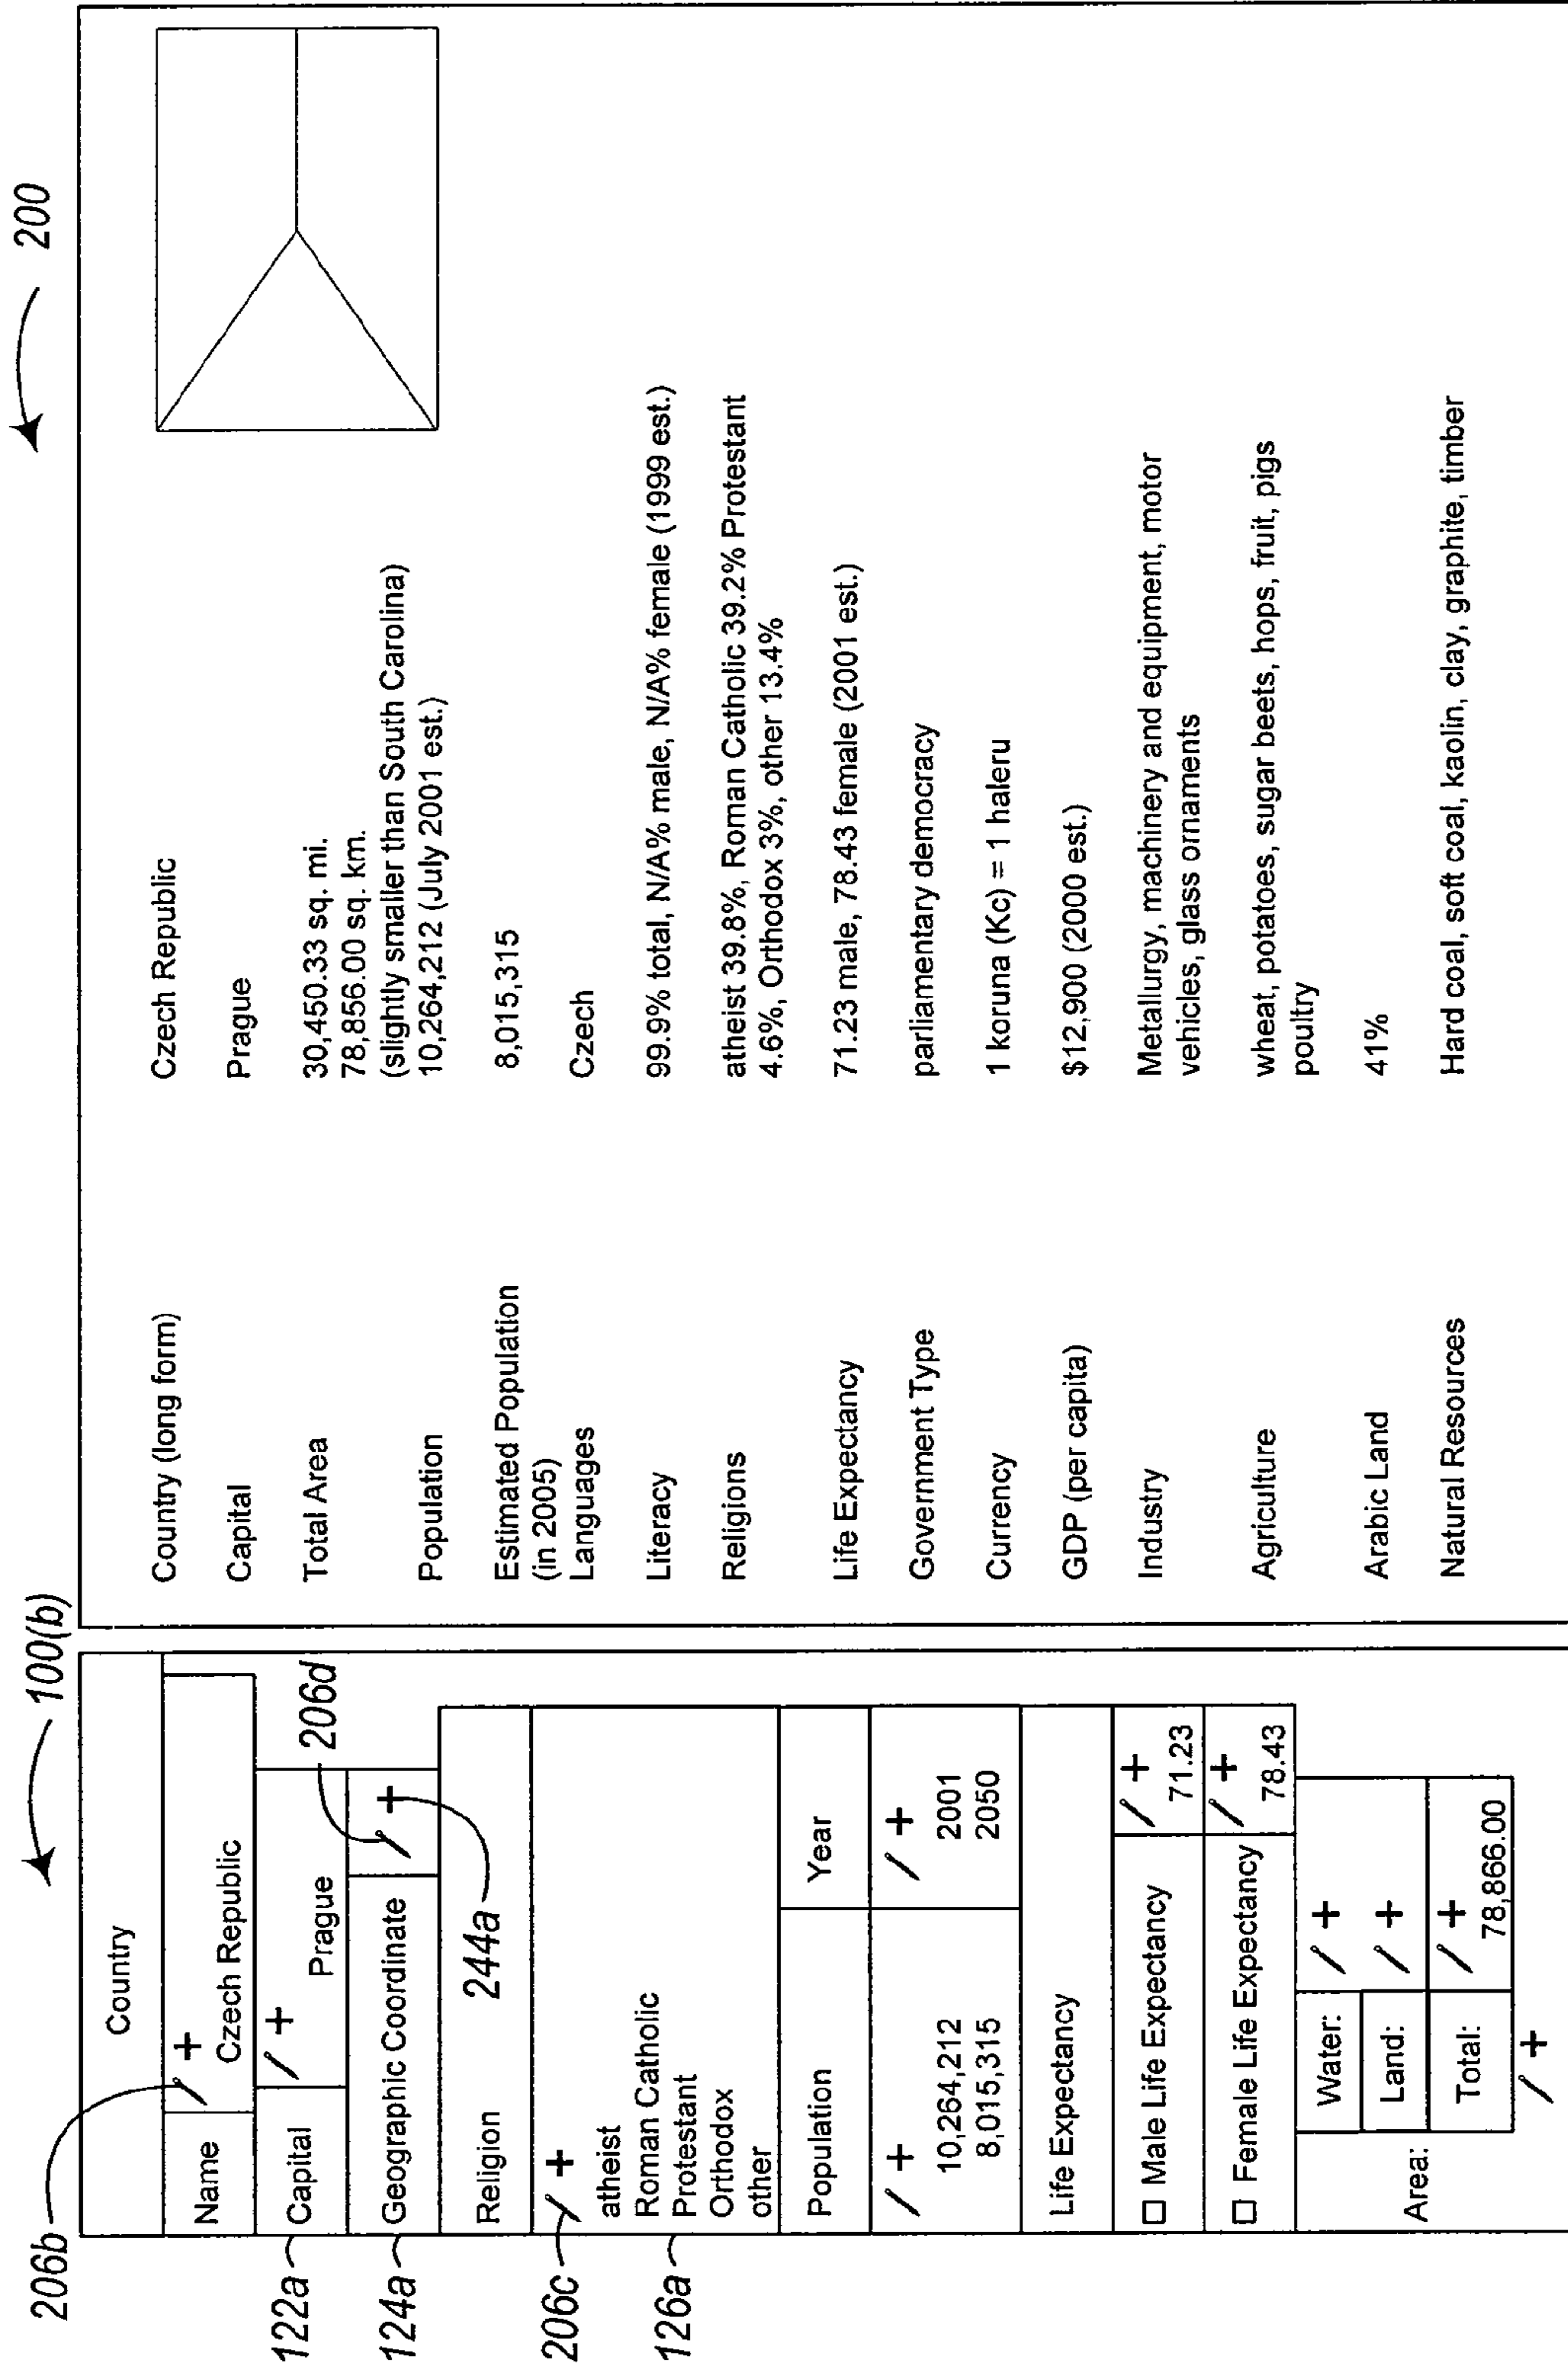 100(b)
200
206b
Country
Name
Czech Republic
122a
Capital
Prague
206d
124a
Geographic Coordinate
244a
Religion
206c
126a
atheist
Roman Catholic
Protestant
Orthodox
other
Population Year
10,264,212 2001
8,015,315 2050
Life Expectancy
Male Life Expectancy 71.23
Female Life Expectancy 78.43
Area:
Water:
Land:
Total: 78,866.00
Country (long form) Czech Republic
Capital Prague
Total Area 30,450.33 sq. mi.
78,856.00 sq. km.
(slightly smaller than South Carolina)
Population 10,264,212 (July 2001 est.)
Estimated Population 8,015,315
(in 2005)
Languages Czech
Literacy 99.9% total, N/A% male, N/A% female (1999 est.)
Religions atheist 39.8%, Roman Catholic 39.2% Protestant
4.6%, Orthodox 3%, other 13.4%
Life Expectancy 71.23 male, 78.43 female (2001 est.)
Government Type parliamentary democracy
Currency 1 koruna (Kc) = 1 haleru
GDP (per capita) $12,900 (2000 est.)
Industry Metallurgy, machinery and equipment, motor
vehicles, glass ornaments
Agriculture wheat, potatoes, sugar beets, hops, fruit, pigs
poultry
Arabic Land 41%
Natural Resources Hard coal, soft coal, kaolin, clay, graphite, timber